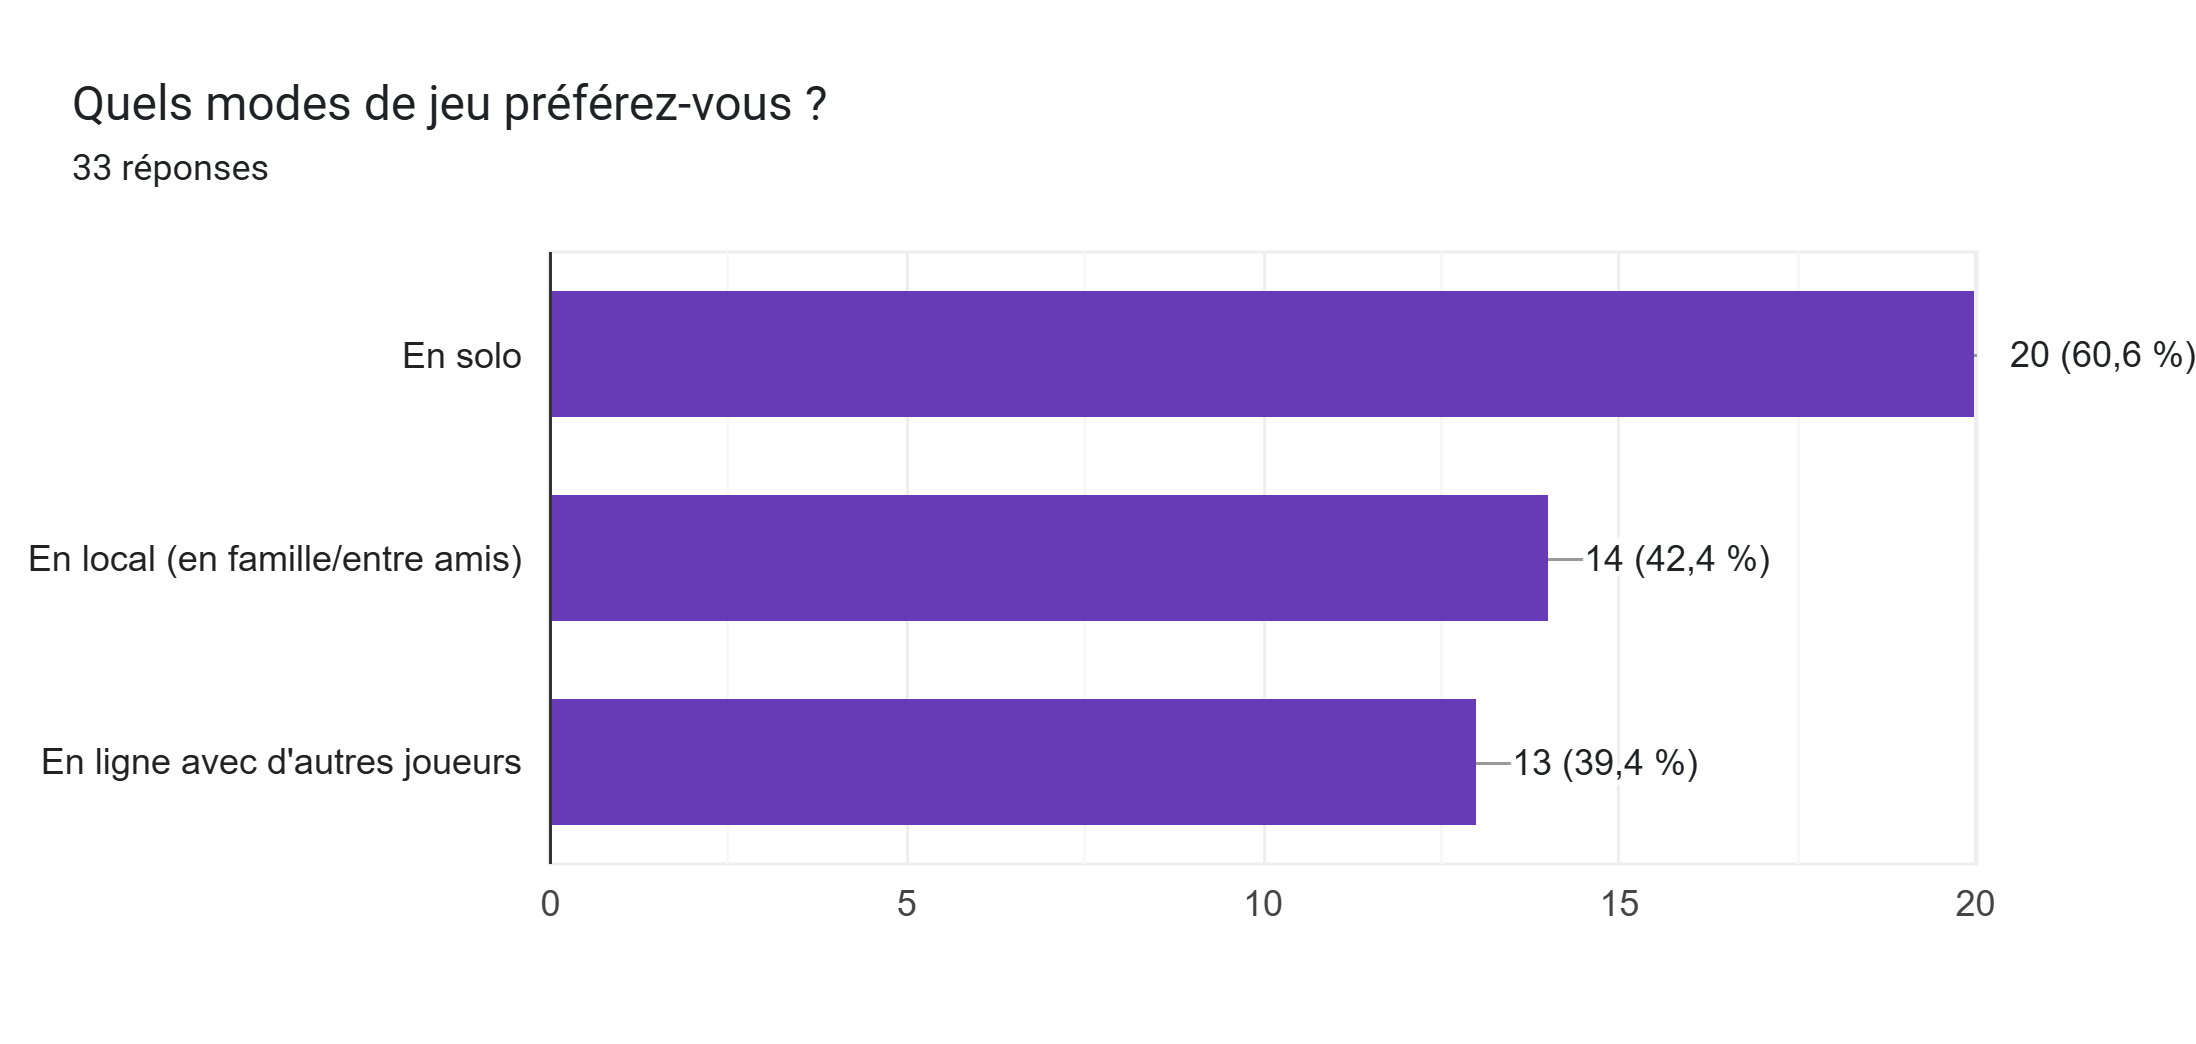 Quels modes de jeu préférez-vous ?
33 réponses
En solo
20 (60,6 %)
En local (en famille/entre amis)
14 (42,4 %)
En ligne avec d'autres joueurs
13 (39,4 %)
0 5 10 15 20